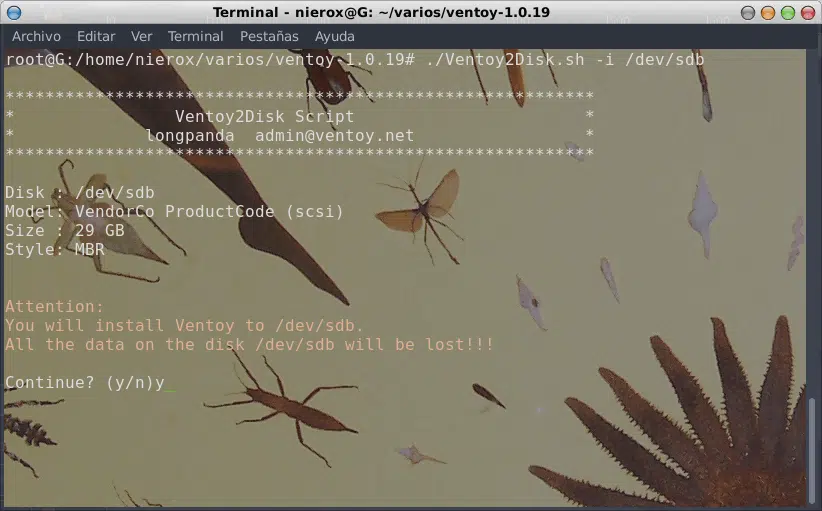 Terminal - nierox@G: ~/varios/ventoy-1.0.19
Archivo Editar Ver Terminal Pestañas Ayuda
root@G:/home/nierox/varios/ventoy-1.0.19# ./Ventoy2Disk.sh -i /dev/sdb
***********************************************************
* Ventoy2Disk Script *
* longpanda admin@ventoy.net *
***********************************************************
Disk : /dev/sdb
Model: VendorCo ProductCode (scsi)
Size : 29 GB
Style: MBR
Attention:
You will install Ventoy to /dev/sdb.
All the data on the disk /dev/sdb will be lost!!!
Continue? (y/n)y